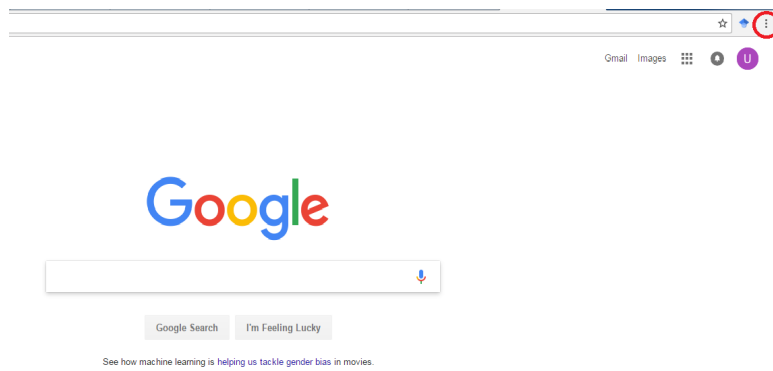 Gmail Images
U
Google
Google Search I'm Feeling Lucky
See how machine learning is helping us tackle gender bias in movies.